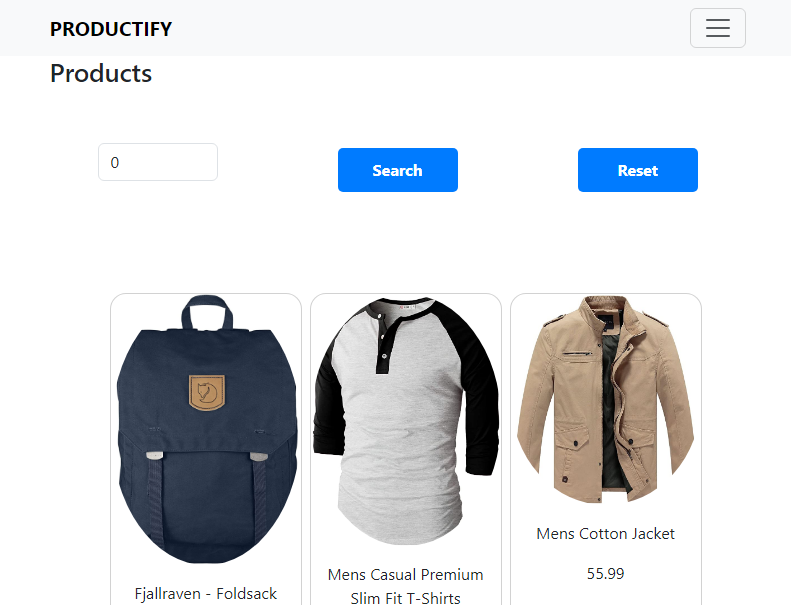 PRODUCTIFY
Products
0
Search
Reset
Fjallraven - Foldsack
Mens Casual Premium
Slim Fit T-Shirts
Mens Cotton Jacket
55.99